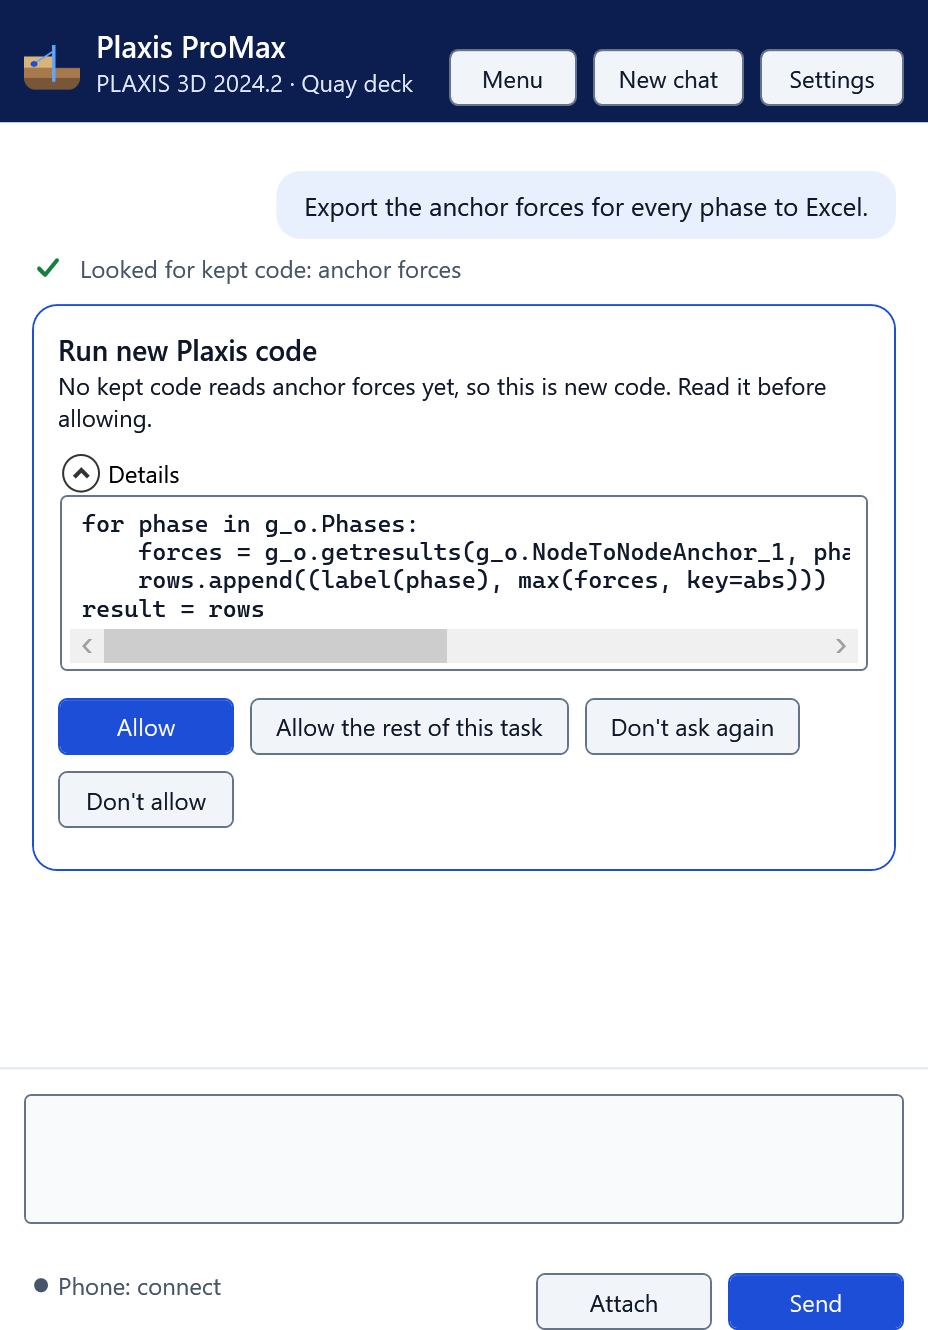 Plaxis ProMax
PLAXIS 3D 2024.2 · Quay deck
Menu
New chat
Settings
Export the anchor forces for every phase to Excel.
Looked for kept code: anchor forces
Run new Plaxis code
No kept code reads anchor forces yet, so this is new code. Read it before
allowing.
Details
for phase in g_o.Phases:
    forces = g_o.getresults(g_o.NodeToNodeAnchor_1, pha
    rows.append((label(phase), max(forces, key=abs)))
result = rows
Allow
Allow the rest of this task
Don't ask again
Don't allow
Phone: connect
Attach
Send